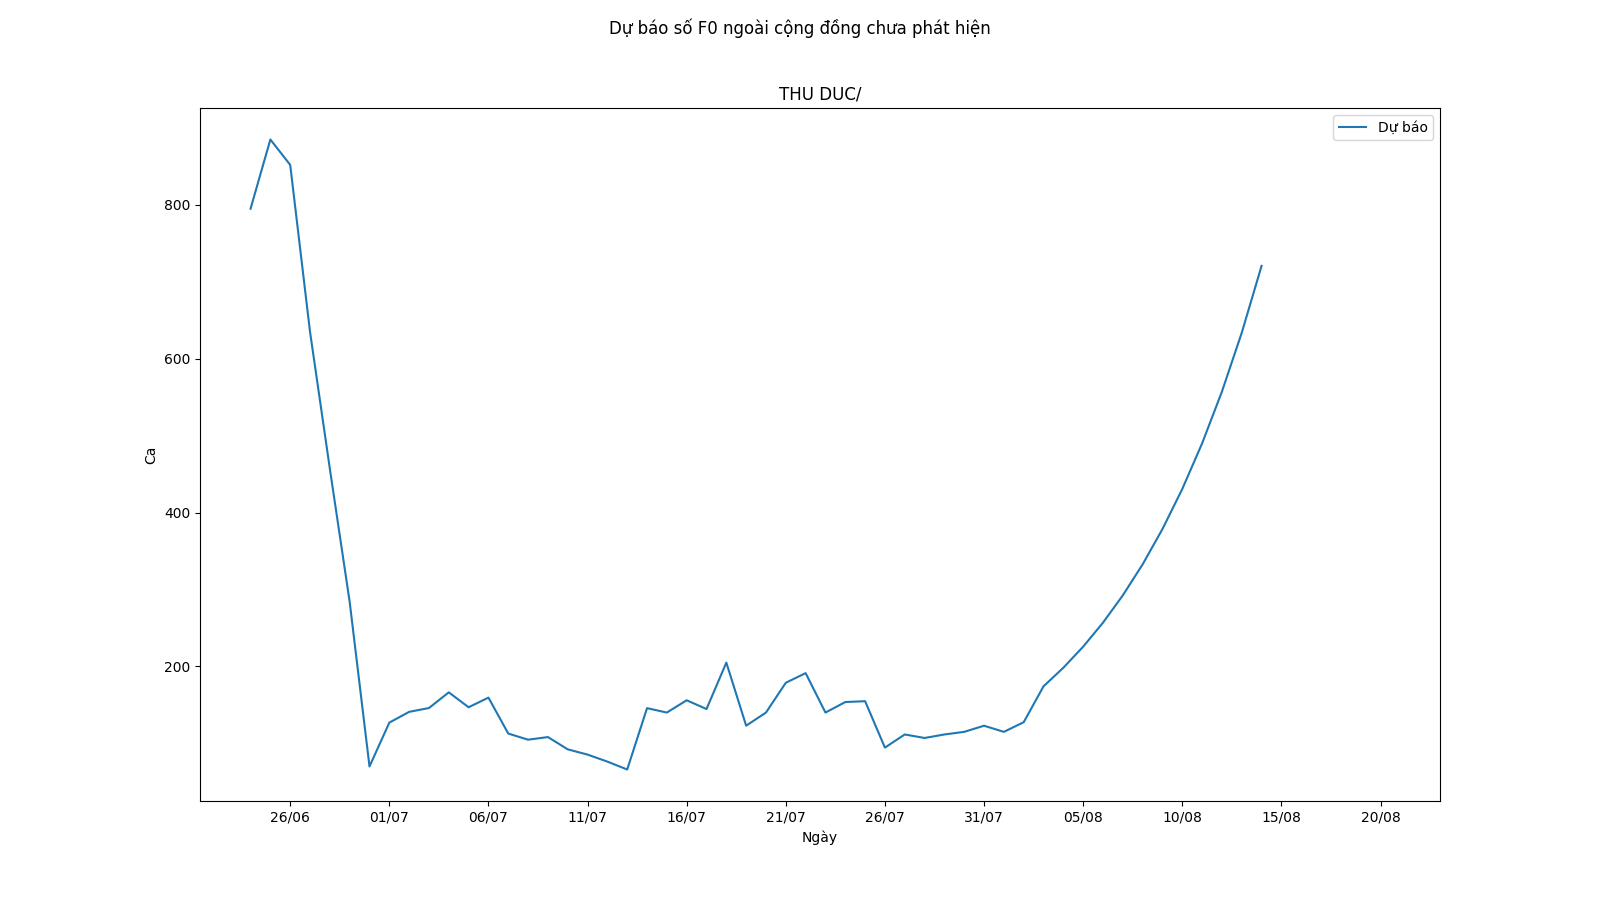 Dự báo số F0 ngoài cộng đồng chưa phát hiện
THU DUC/
Dự báo
800
600
400
200
Ca
26/06 01/07 06/07 11/07 16/07 21/07 26/07 31/07 05/08 10/08 15/08 20/08
Ngày